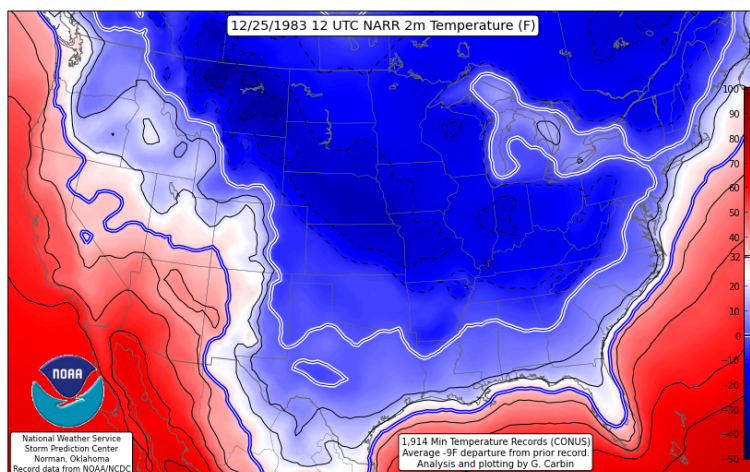 12/25/1983 12 UTC NARR 2m Temperature (F)
100
90
80
70
60
50
40
32
20
10
0
−10
−20
−30
−40
−50
NOAA
National Weather Service
Storm Prediction Center
Norman, Oklahoma
Record data from NOAA/NCDC
1,914 Min Temperature Records (CONUS)
Average -9F departure from prior record.
Analysis and plotting by G. Carbin